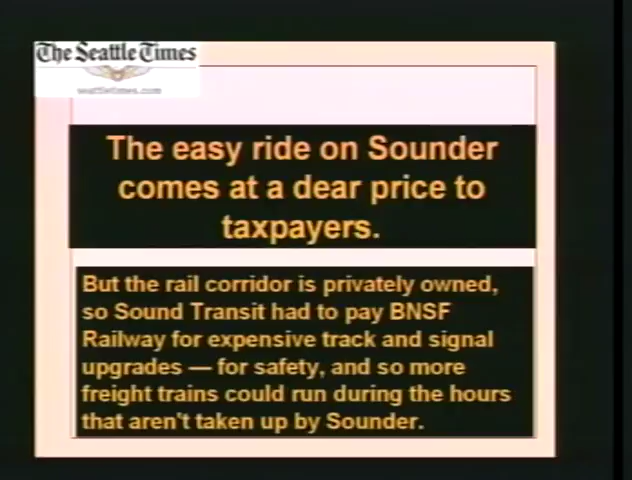 The Seattle Times
seattletimes.com
The easy ride on Sounder
comes at a dear price to
taxpayers.
But the rail corridor is privately owned,
so Sound Transit had to pay BNSF
Railway for expensive track and signal
upgrades — for safety, and so more
freight trains could run during the hours
that aren't taken up by Sounder.